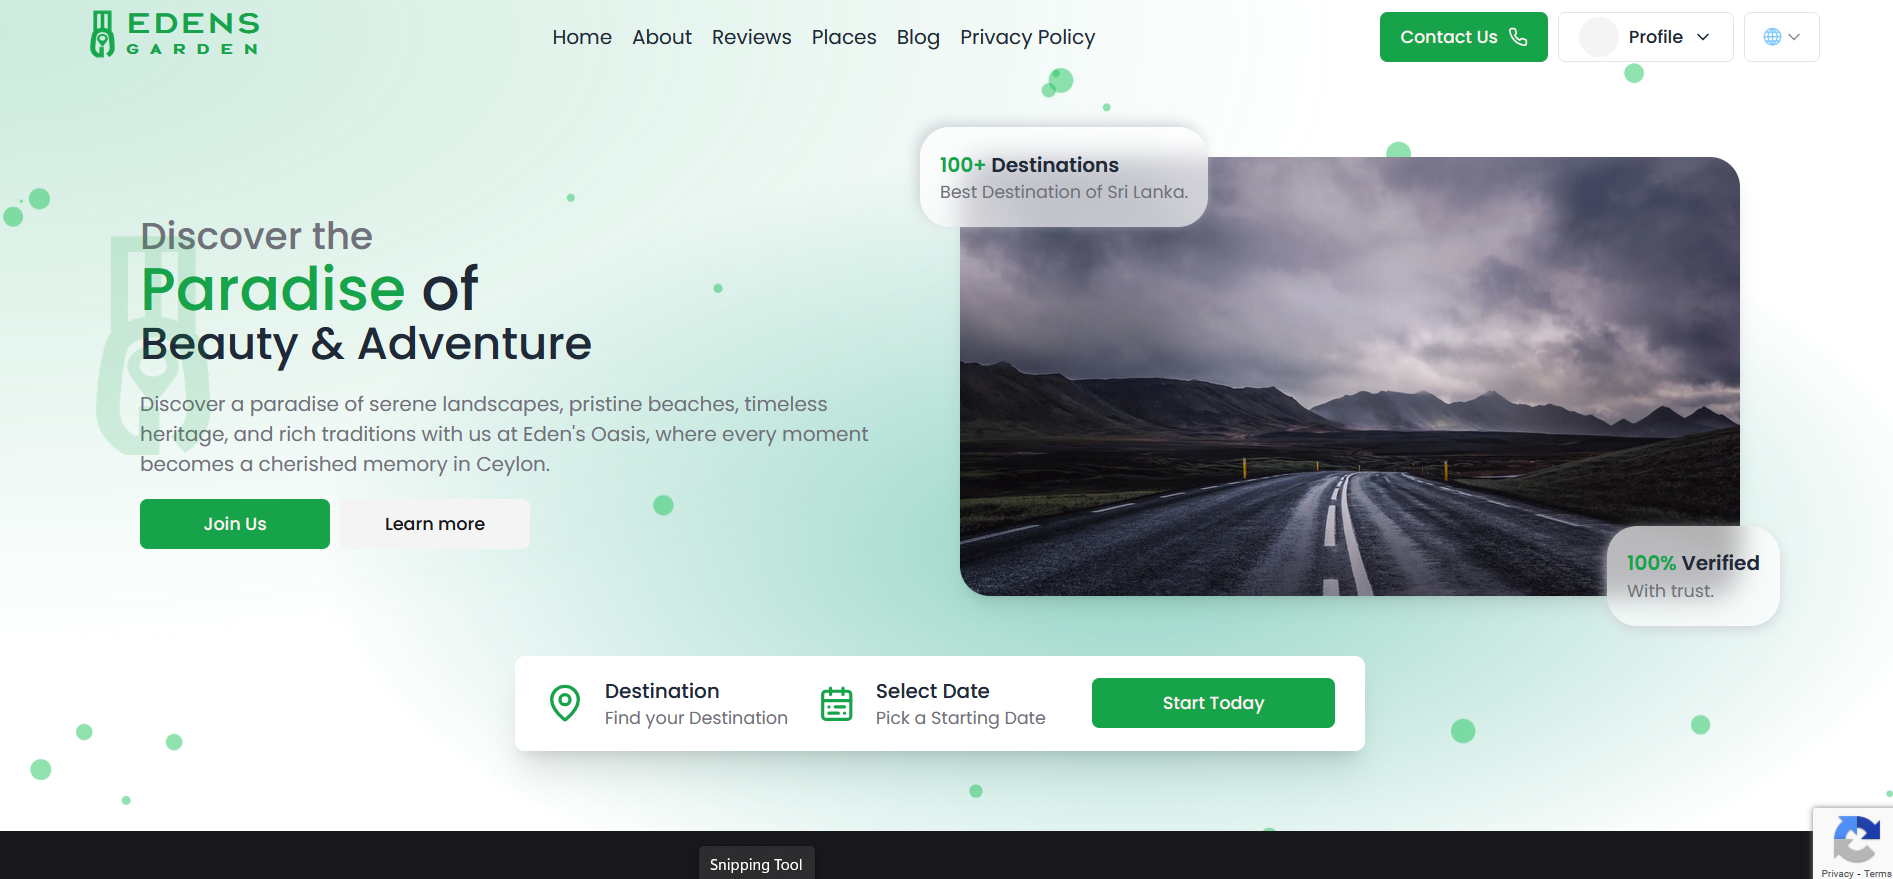 EDENS
GARDEN
Home About Reviews Places Blog Privacy Policy
Contact Us
Profile
100+ Destinations
Best Destination of Sri Lanka.
Discover the
Paradise of
Beauty & Adventure
Discover a paradise of serene landscapes, pristine beaches, timeless
heritage, and rich traditions with us at Eden's Oasis, where every moment
becomes a cherished memory in Ceylon.
Join Us
Learn more
100% Verified
With trust.
Destination
Find your Destination
Select Date
Pick a Starting Date
Start Today
Snipping Tool
Privacy - Terms